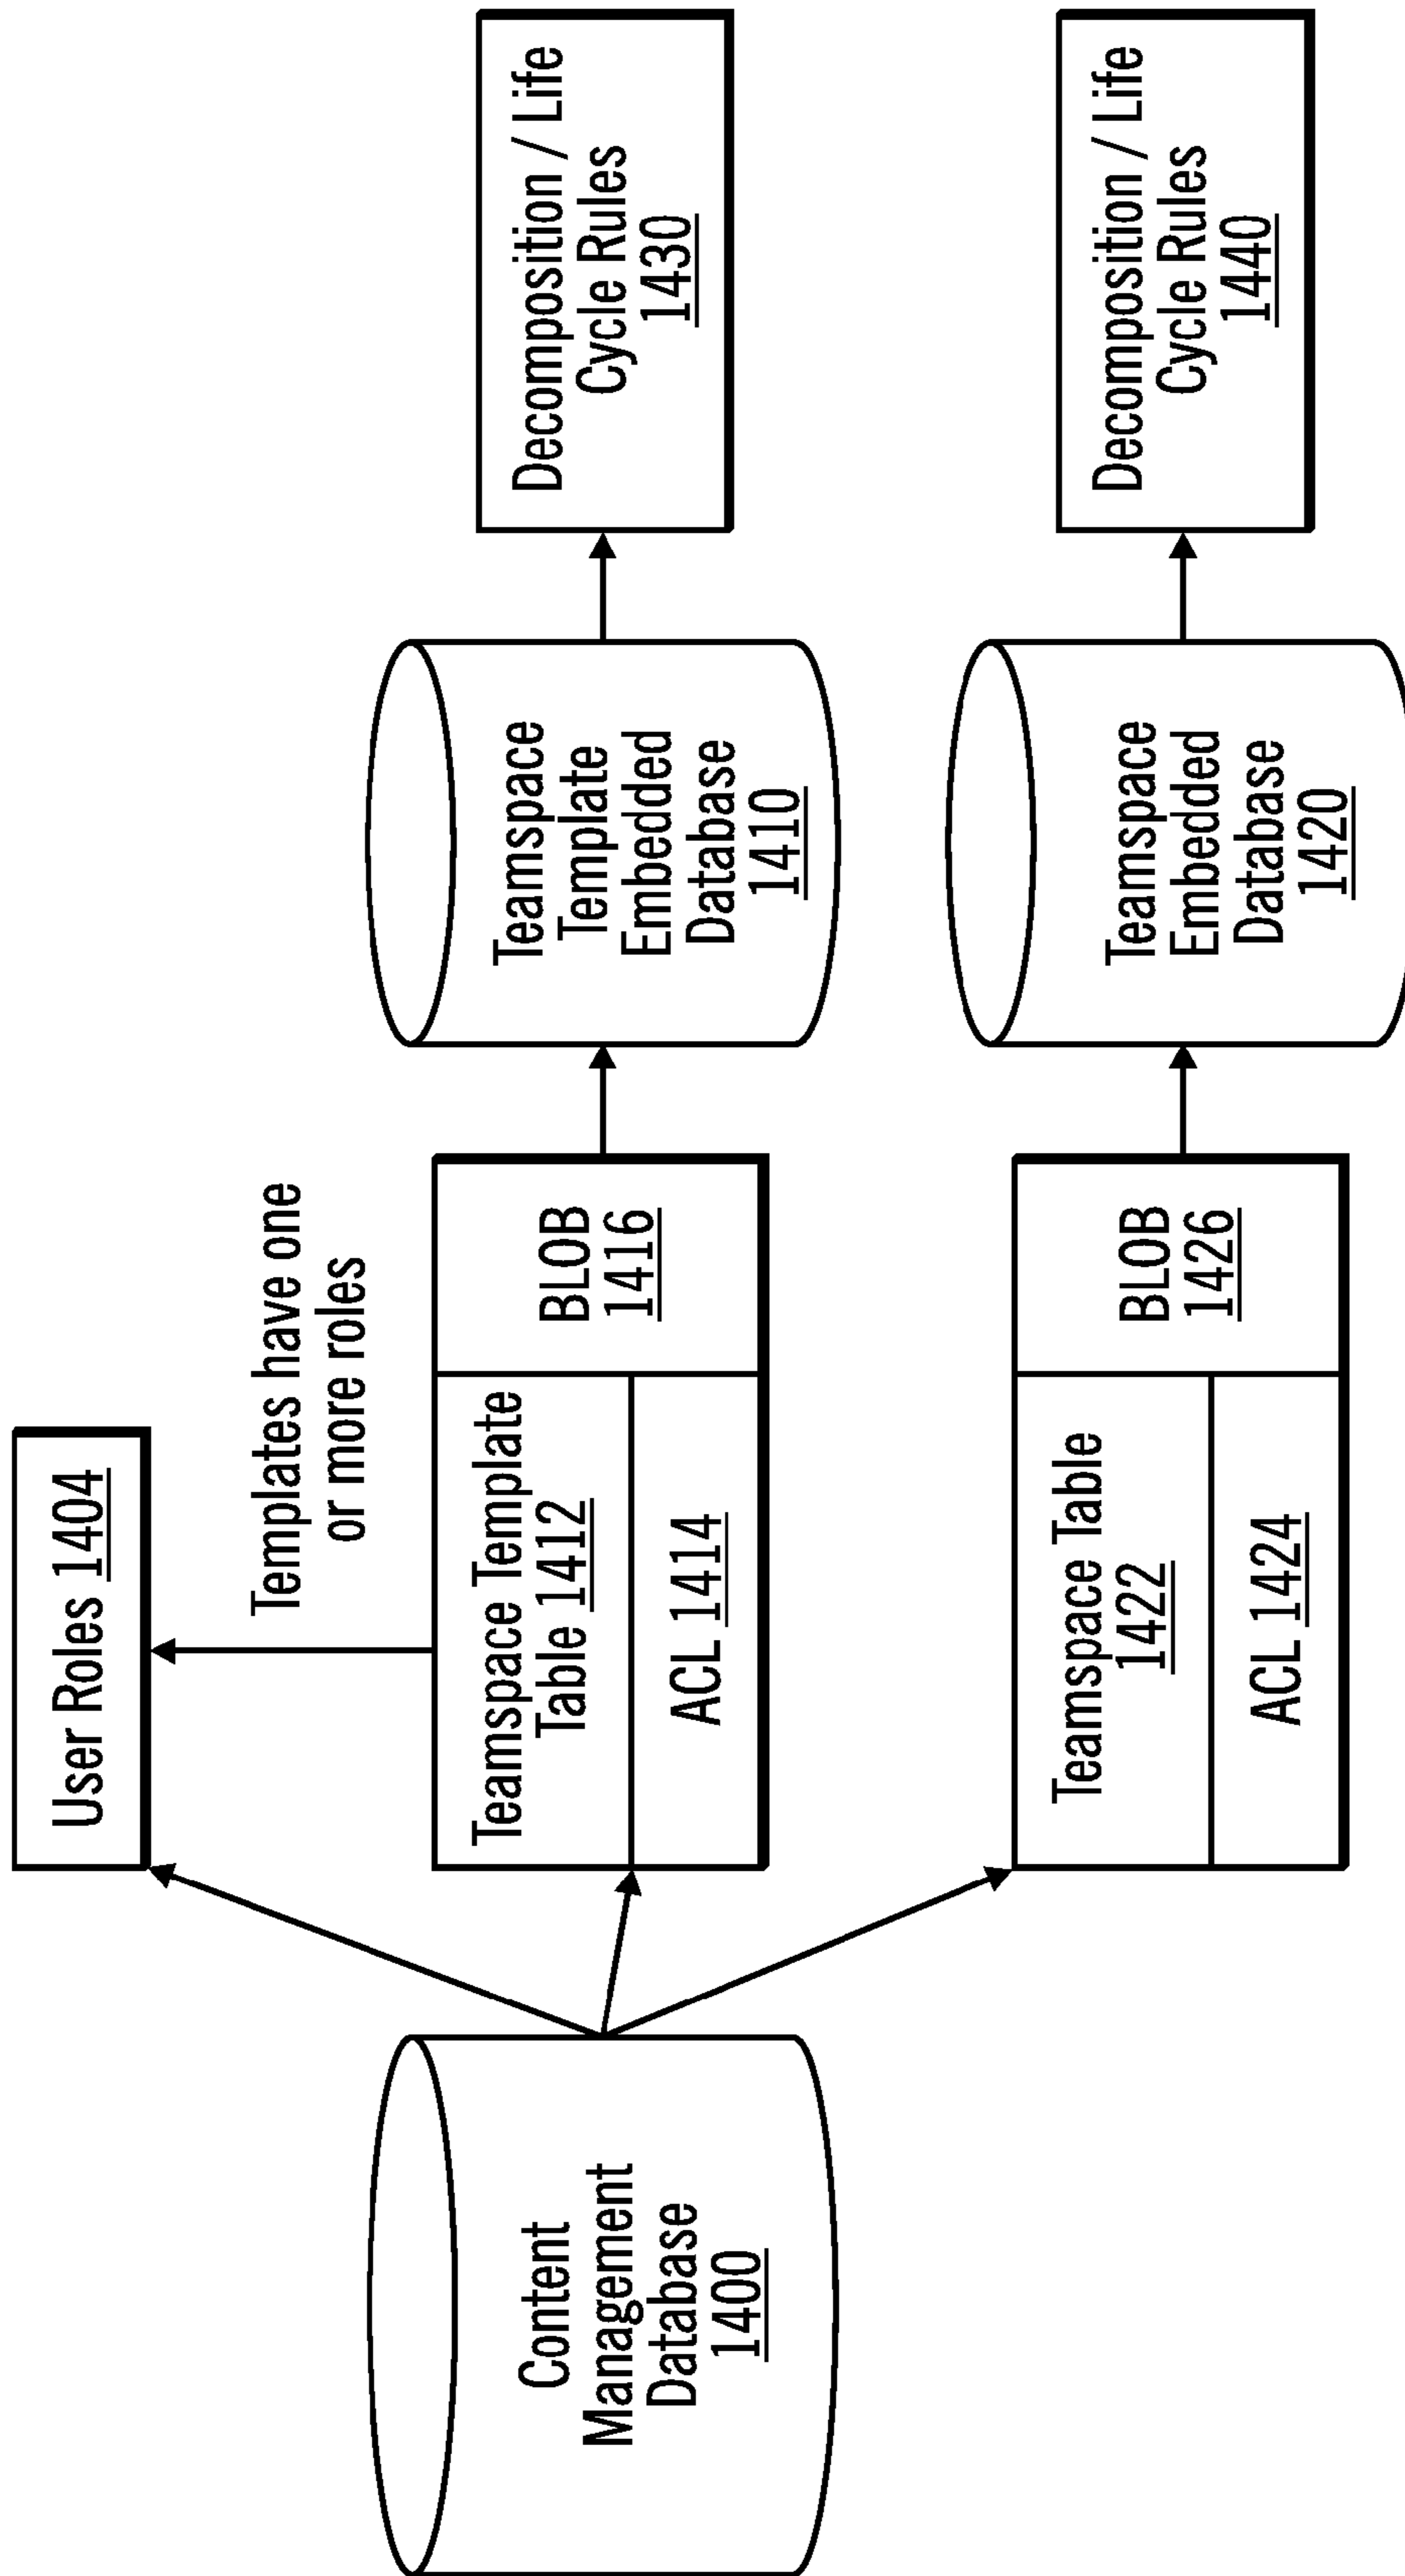 User Roles 1404
Templates have one
or more roles
Content
Management
Database
1400
Teamspace Template
Table 1412
ACL 1414
BLOB
1416
Teamspace
Template
Embedded
Database
1410
Decomposition / Life
Cycle Rules
1430
Teamspace Table
1422
ACL 1424
BLOB
1426
Teamspace
Embedded
Database
1420
Decomposition / Life
Cycle Rules
1440